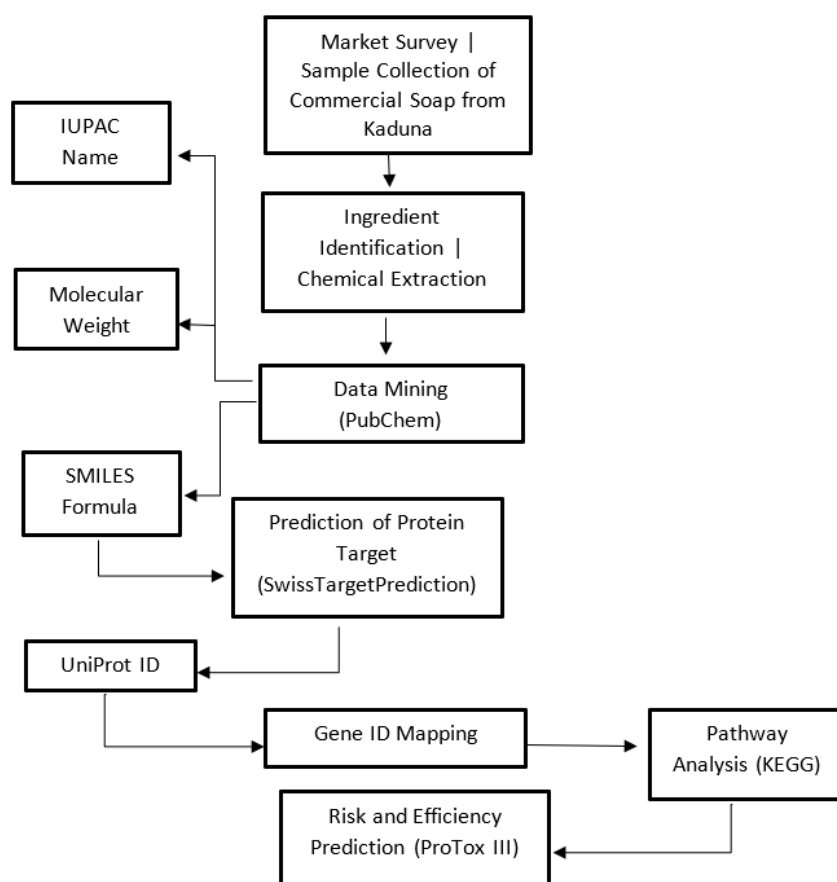 Market Survey |
Sample Collection of
Commercial Soap from
Kaduna
IUPAC
Name
Ingredient
Identification |
Chemical Extraction
Molecular
Weight
Data Mining
(PubChem)
SMILES
Formula
Prediction of Protein
Target
(SwissTargetPrediction)
UniProt ID
Gene ID Mapping
Pathway
Analysis (KEGG)
Risk and Efficiency
Prediction (ProTox III)